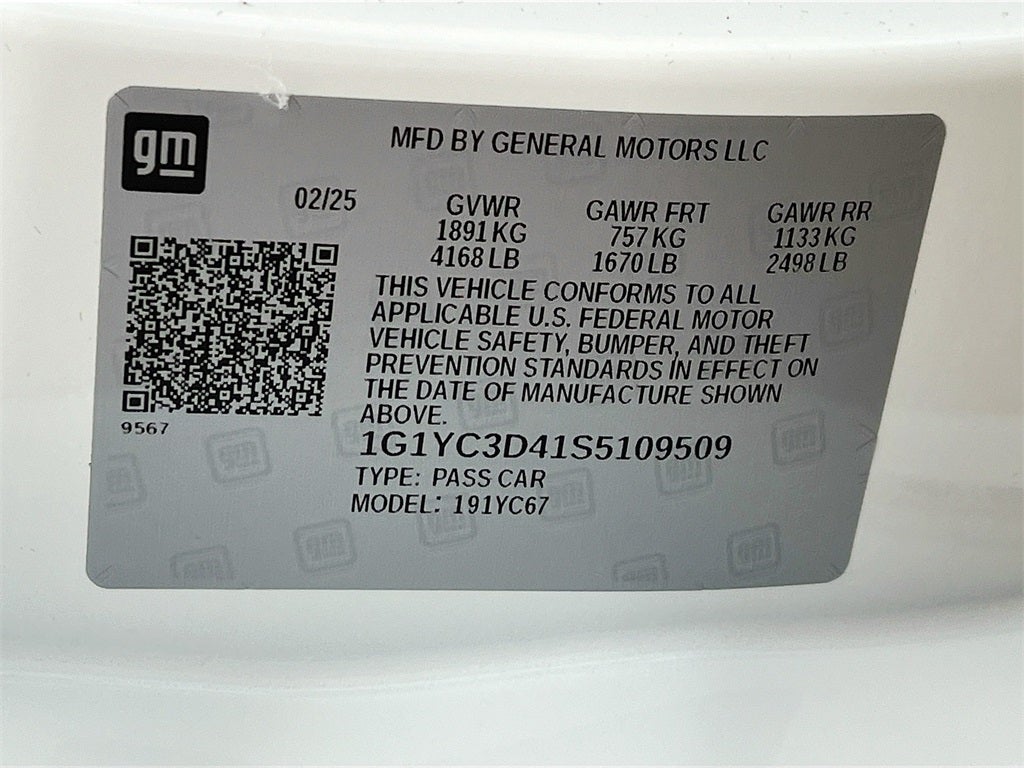 gm
MFD BY GENERAL MOTORS LLC
02/25 GVWR GAWR FRT GAWR RR
1891 KG 757 KG 1133 KG
4168 LB 1670 LB 2498 LB
THIS VEHICLE CONFORMS TO ALL
APPLICABLE U.S. FEDERAL MOTOR
VEHICLE SAFETY, BUMPER, AND THEFT
PREVENTION STANDARDS IN EFFECT ON
THE DATE OF MANUFACTURE SHOWN
ABOVE.
9567
1G1YC3D41S5109509
TYPE: PASS CAR
MODEL: 191YC67